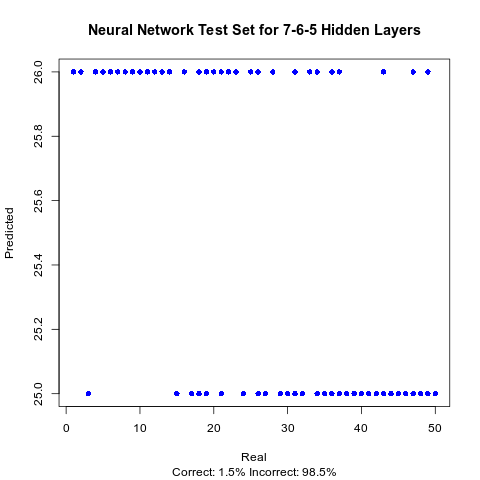 Neural Network Test Set for 7-6-5 Hidden Layers
Predicted
26.0
25.8
25.6
25.4
25.2
25.0
0 10 20 30 40 50
Real
Correct: 1.5% Incorrect: 98.5%